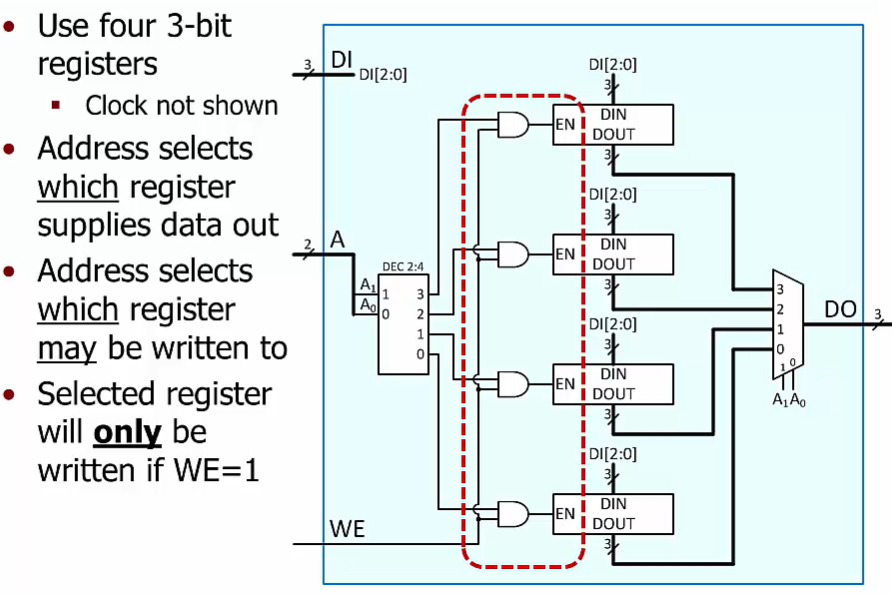 • Use four 3-bit
registers
▪ Clock not shown
• Address selects
which register
supplies data out
• Address selects
which register
may be written to
• Selected register
will only be
written if WE=1
3
DI
DI[2:0]
2
A
DEC 2:4
A1
A0
1
0
3
2
1
0
WE
DI[2:0]
3
EN
DIN
DOUT
3
DI[2:0]
3
EN
DIN
DOUT
3
DI[2:0]
3
EN
DIN
DOUT
3
DI[2:0]
3
EN
DIN
DOUT
3
3
2
1
0
1 0
A1 A0
DO
3